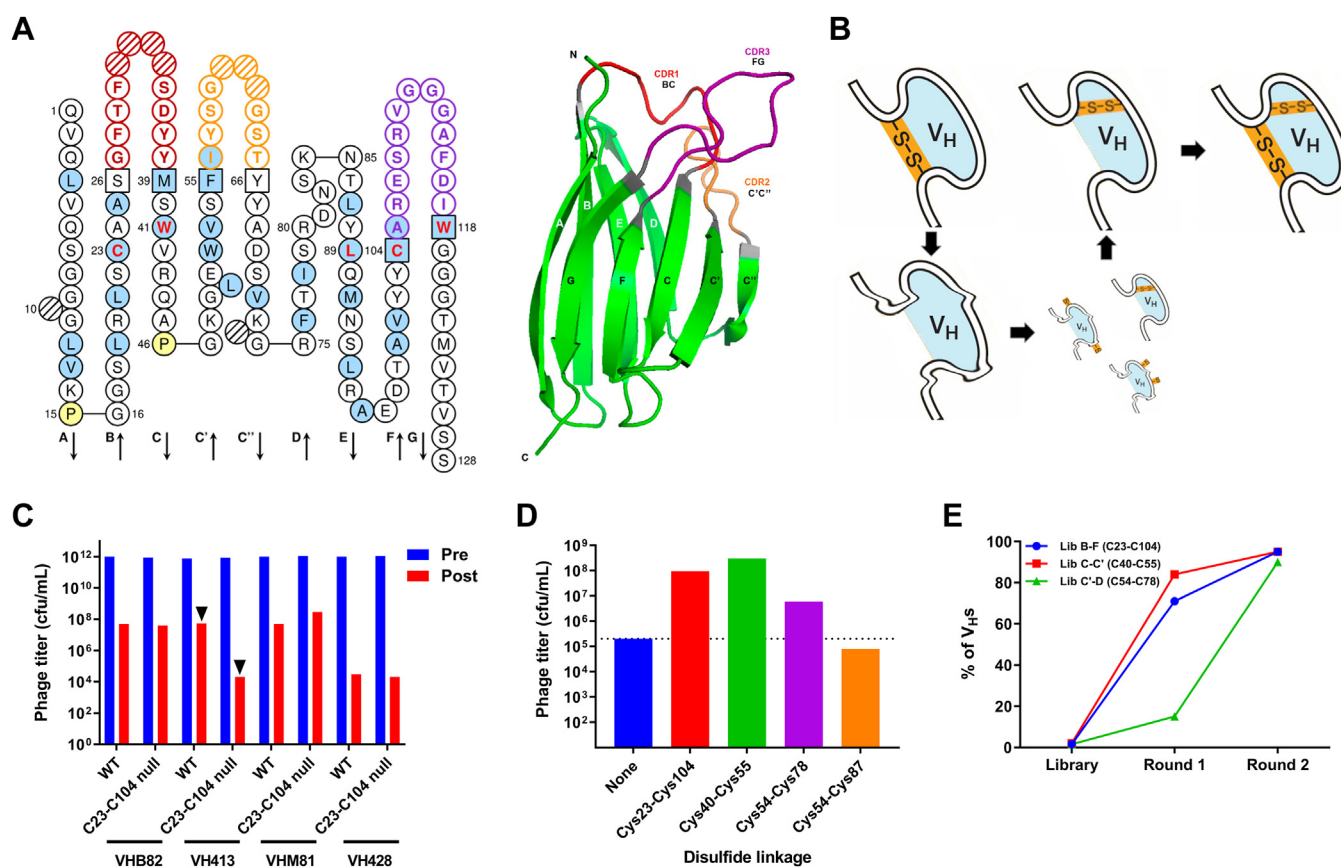 A
1 Q V Q L V Q S G G 10 G L V K 15 P
F T F G 26 S A A 23 C S L R L S G G 16
S D Y Y 39 M S 41 W V R Q A 46 P
G S Y I 55 F S V W E G K G L
G S T 66 Y Y A D S V K G
K S N D 80 R S I T F R 75
N 85 T L Y 89 L Q M N S L R A E D
V R S E R A 104 C Y Y V A T D
G G
G A F D I W 118 G G G T M V T V S S 128
A B C C' C'' D E F G
N
CDR1
BC
CDR3
FG
CDR2
C'C''
A B E D G F C C' C''
C
B
-S-S- VH
-S-S- VH
-S-S- -S-S- VH
VH
VH
VH
VH
C
Phage titer (cfu/mL)
10^12
10^10
10^8
10^6
10^4
10^2
10^0
Pre
Post
WT
C23-C104 null
WT
C23-C104 null
WT
C23-C104 null
WT
C23-C104 null
VHB82
VH413
VHM81
VH428
D
Phage titer (cfu/mL)
10^9
10^8
10^7
10^6
10^5
10^4
10^3
10^2
None
Cys23-Cys104
Cys40-Cys55
Cys54-Cys78
Cys54-Cys87
Disulfide linkage
E
% of VHs
100
80
60
40
20
0
Lib B-F (C23-C104)
Lib C-C' (C40-C55)
Lib C'-D (C54-C78)
Library
Round 1
Round 2